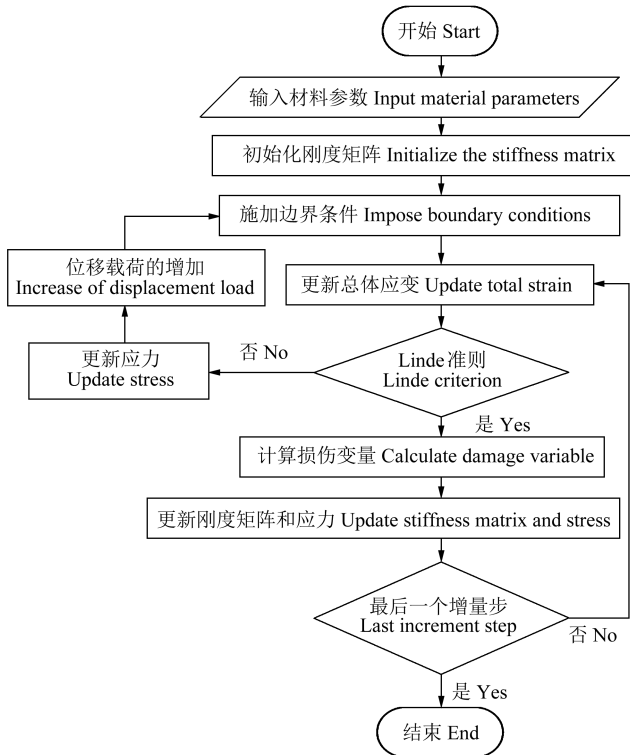 开始 Start
输入材料参数 Input material parameters
初始化刚度矩阵 Initialize the stiffness matrix
施加边界条件 Impose boundary conditions
位移载荷的增加
Increase of displacement load
更新总体应变 Update total strain
更新应力
Update stress
否 No
Linde 准则
Linde criterion
是 Yes
计算损伤变量 Calculate damage variable
更新刚度矩阵和应力 Update stiffness matrix and stress
最后一个增量步
Last increment step
否 No
是 Yes
结束 End